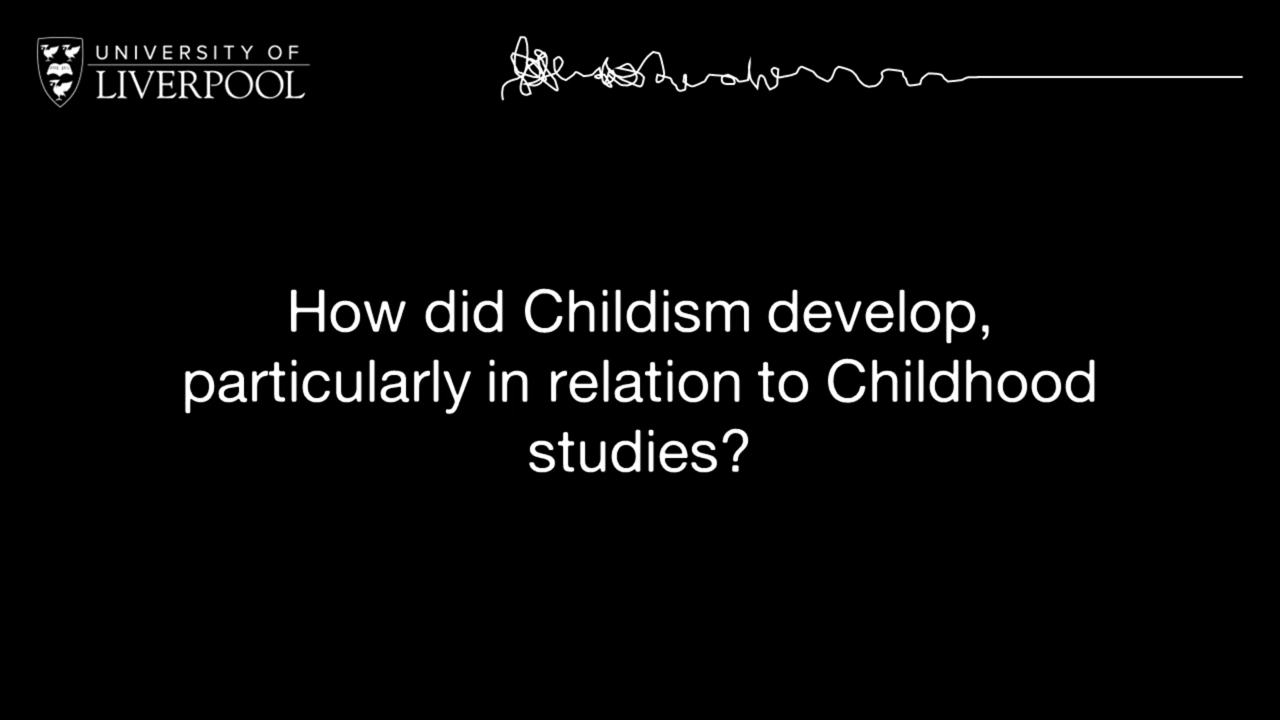 UNIVERSITY OF
LIVERPOOL
How did Childism develop,
particularly in relation to Childhood
studies?